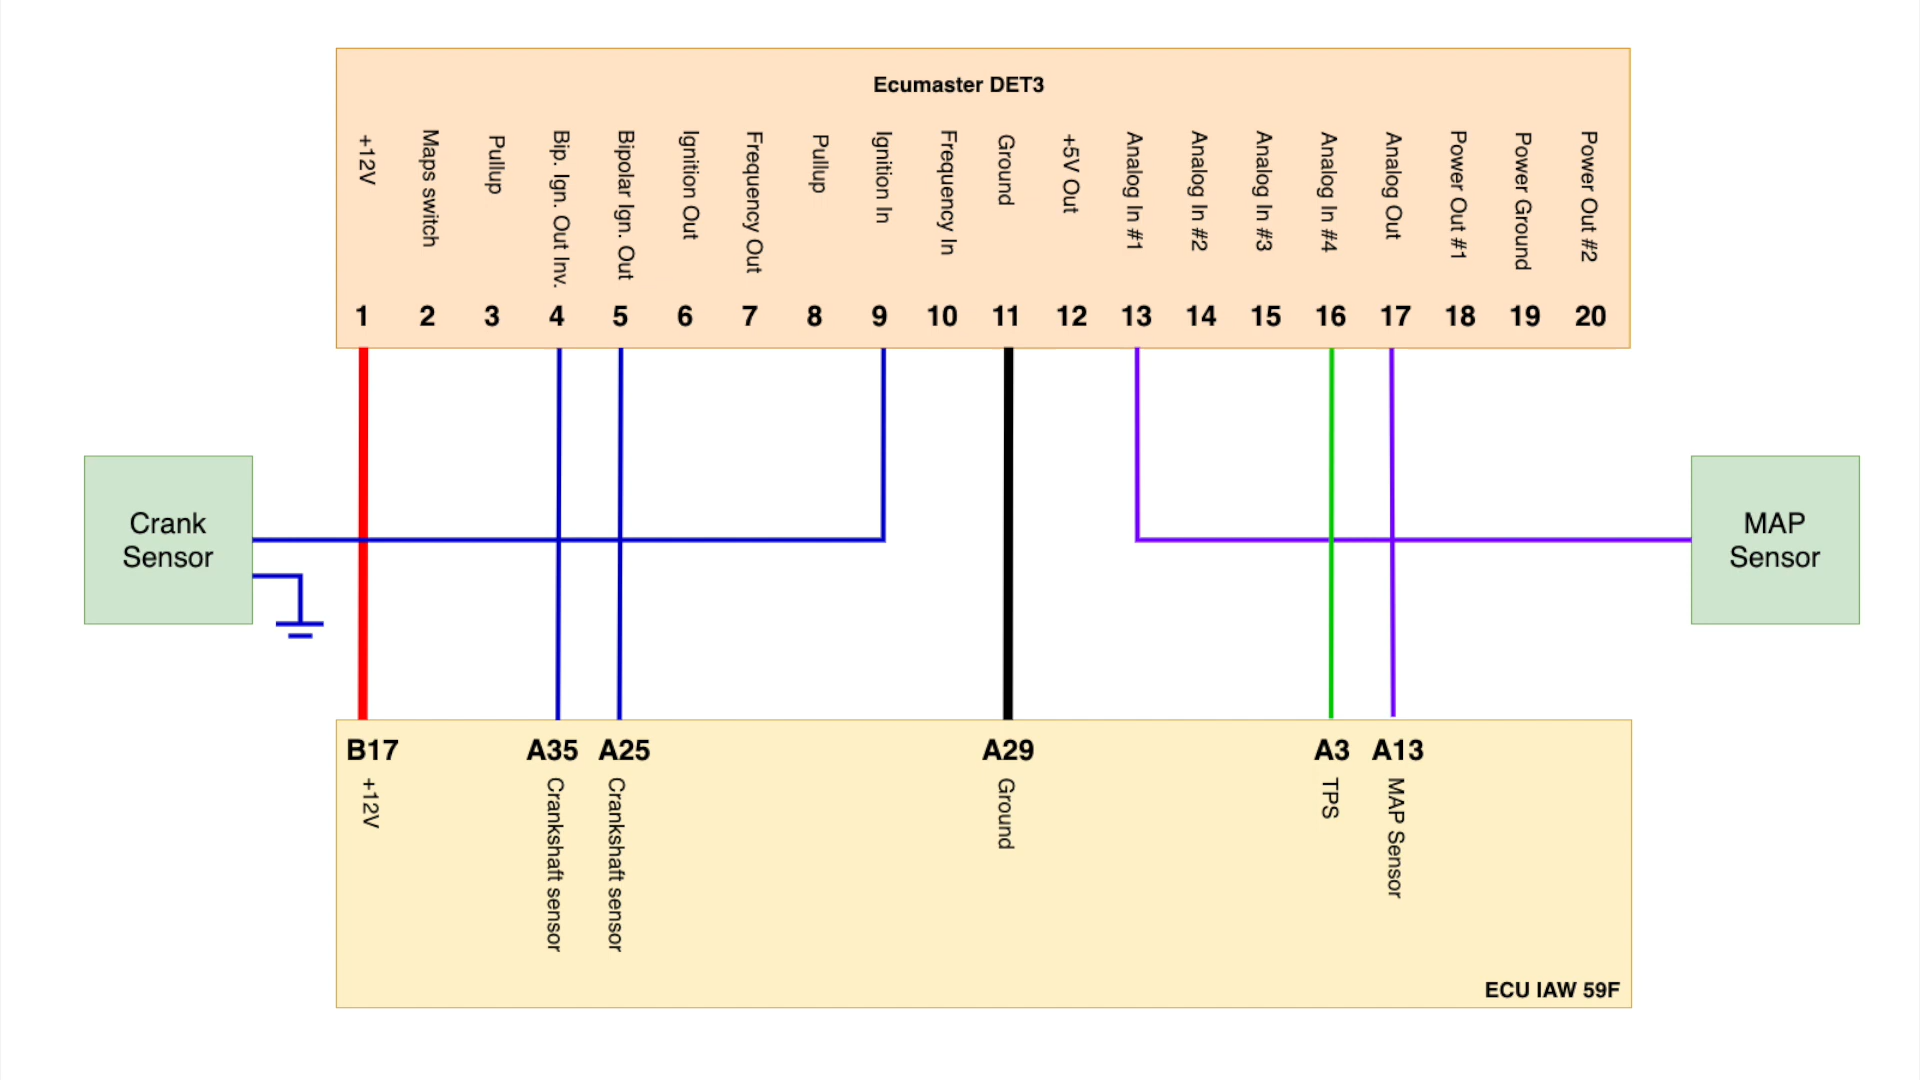 Ecumaster DET3
+12V
Maps switch
Pullup
Bip. Ign. Out Inv.
Bipolar Ign. Out
Ignition Out
Frequency Out
Pullup
Ignition In
Frequency In
Ground
+5V Out
Analog In #1
Analog In #2
Analog In #3
Analog In #4
Analog Out
Power Out #1
Power Ground
Power Out #2
1 2 3 4 5 6 7 8 9 10 11 12 13 14 15 16 17 18 19 20
Crank
Sensor
MAP
Sensor
B17 A35 A25 A29 A3 A13
+12V
Crankshaft sensor
Crankshaft sensor
Ground
TPS
MAP Sensor
ECU IAW 59F